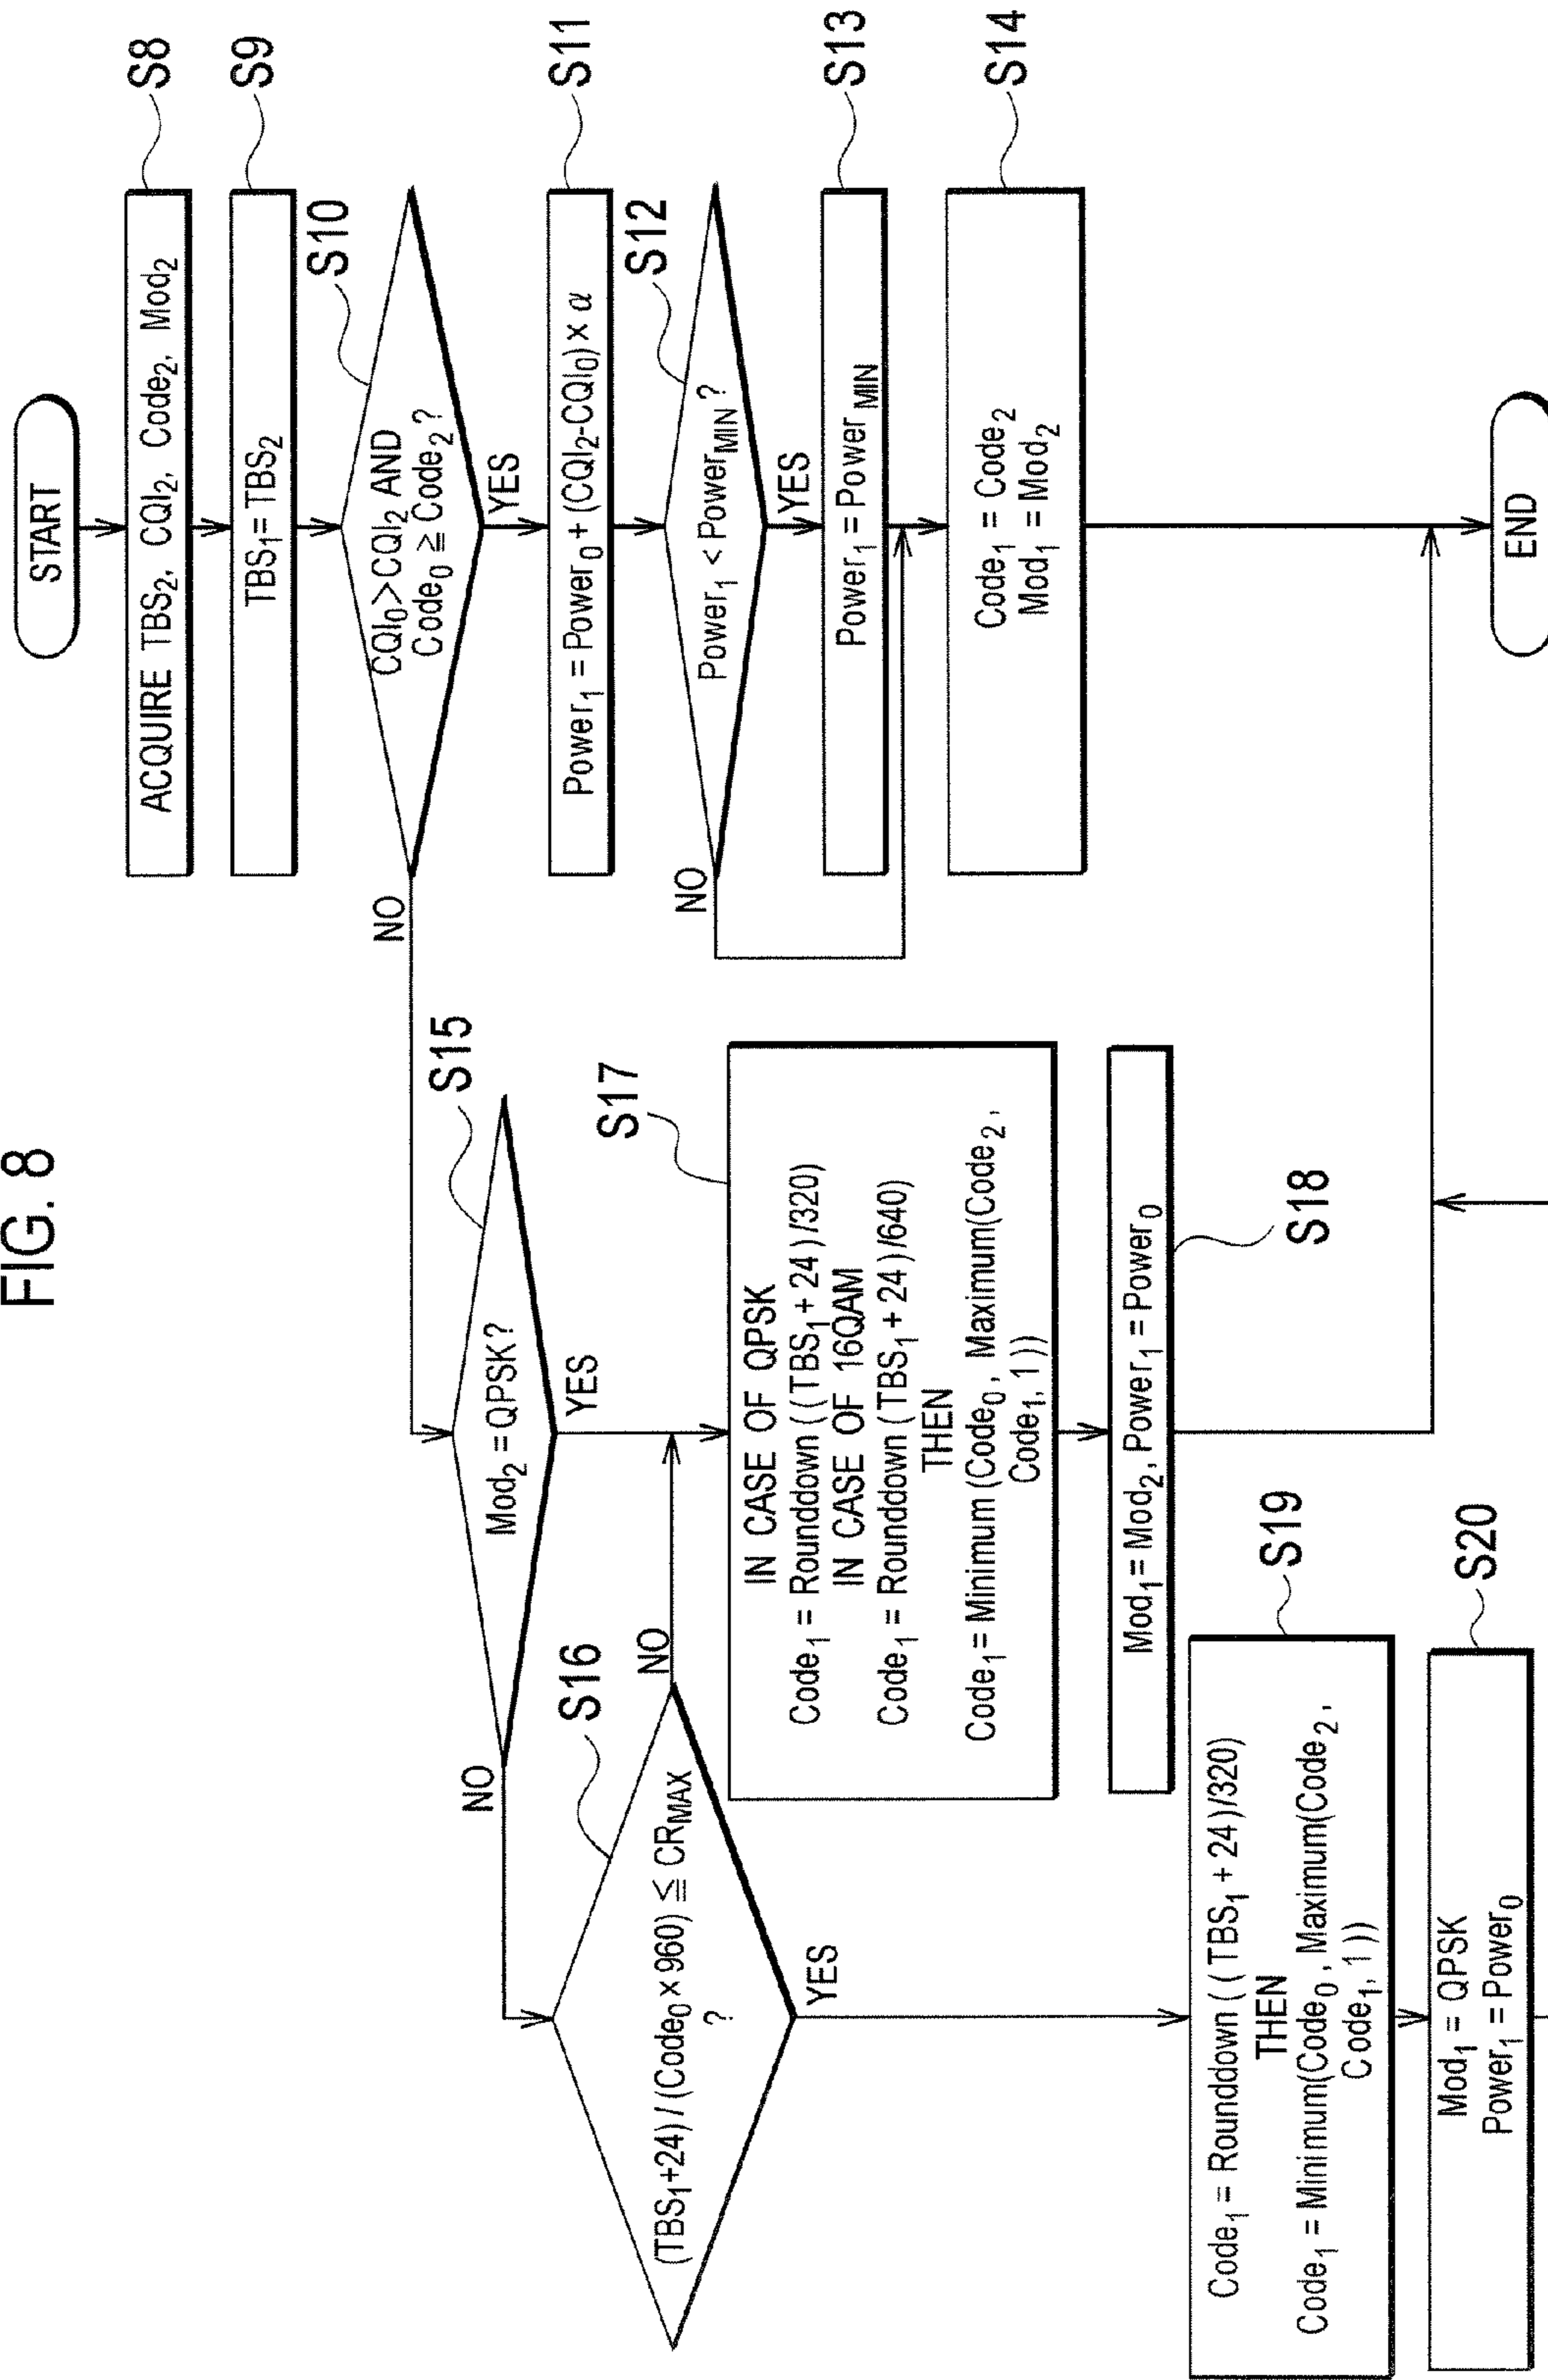 FIG. 8
START
ACQUIRE TBS2, CQI2, Code2, Mod2
S8
TBS1 = TBS2
S9
CQI0>CQI2 AND
Code0 ≧ Code2 ?
S10
YES
NO
Power1 = Power0 + (CQI2-CQI0) × α
S11
Power1 < PowerMIN ?
S12
YES
NO
Power1 = PowerMIN
S13
Code1 = Code2
Mod1 = Mod2
S14
END
Mod2 = QPSK?
S15
YES
NO
(TBS1+24) / (Code0 × 960) ≦ CRMAX
?
S16
NO
YES
IN CASE OF QPSK
Code1 = Rounddown ((TBS1 + 24) /320)
IN CASE OF 16QAM
Code1 = Rounddown (TBS1 + 24) /640)
THEN
Code1 = Minimum (Code0, Maximum(Code2,
Code1, 1))
S17
Mod1 = Mod2, Power1 = Power0
S18
Code1 = Rounddown ((TBS1 + 24) /320)
THEN
Code1 = Minimum(Code0, Maximum(Code2,
Code1, 1))
S19
Mod1 = QPSK
Power1 = Power0
S20